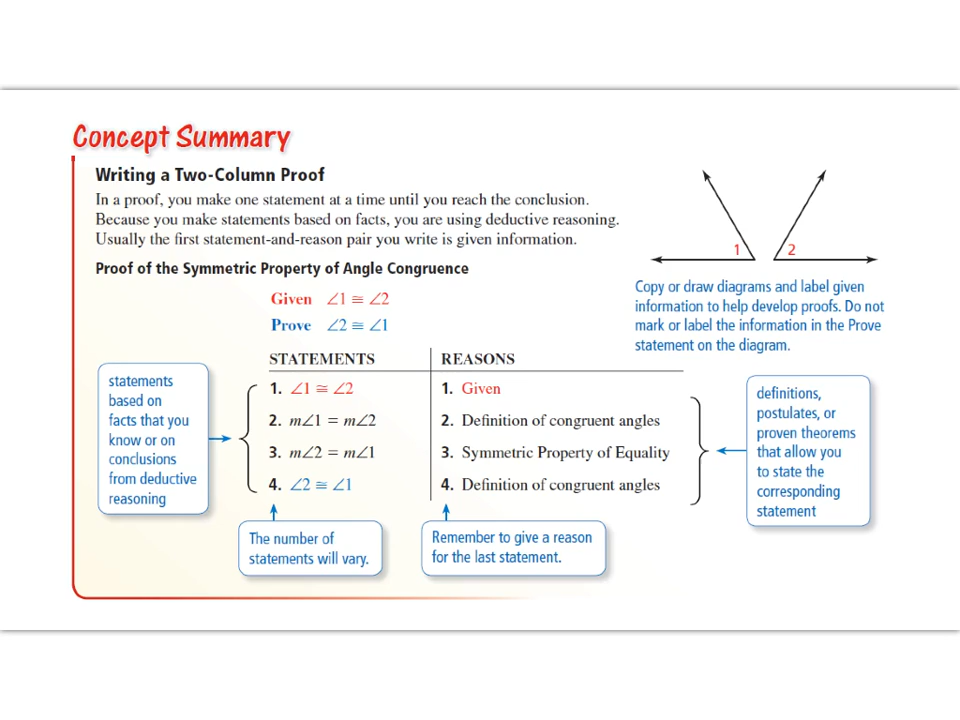 Concept Summary
Writing a Two-Column Proof
In a proof, you make one statement at a time until you reach the conclusion.
Because you make statements based on facts, you are using deductive reasoning.
Usually the first statement-and-reason pair you write is given information.
Proof of the Symmetric Property of Angle Congruence
Given ∠1 ≅ ∠2
Prove ∠2 ≅ ∠1
1 2
Copy or draw diagrams and label given
information to help develop proofs. Do not
mark or label the information in the Prove
statement on the diagram.
STATEMENTS REASONS
1. ∠1 ≅ ∠2 1. Given
2. m∠1 = m∠2 2. Definition of congruent angles
3. m∠2 = m∠1 3. Symmetric Property of Equality
4. ∠2 ≅ ∠1 4. Definition of congruent angles
statements
based on
facts that you
know or on
conclusions
from deductive
reasoning
definitions,
postulates, or
proven theorems
that allow you
to state the
corresponding
statement
The number of
statements will vary.
Remember to give a reason
for the last statement.